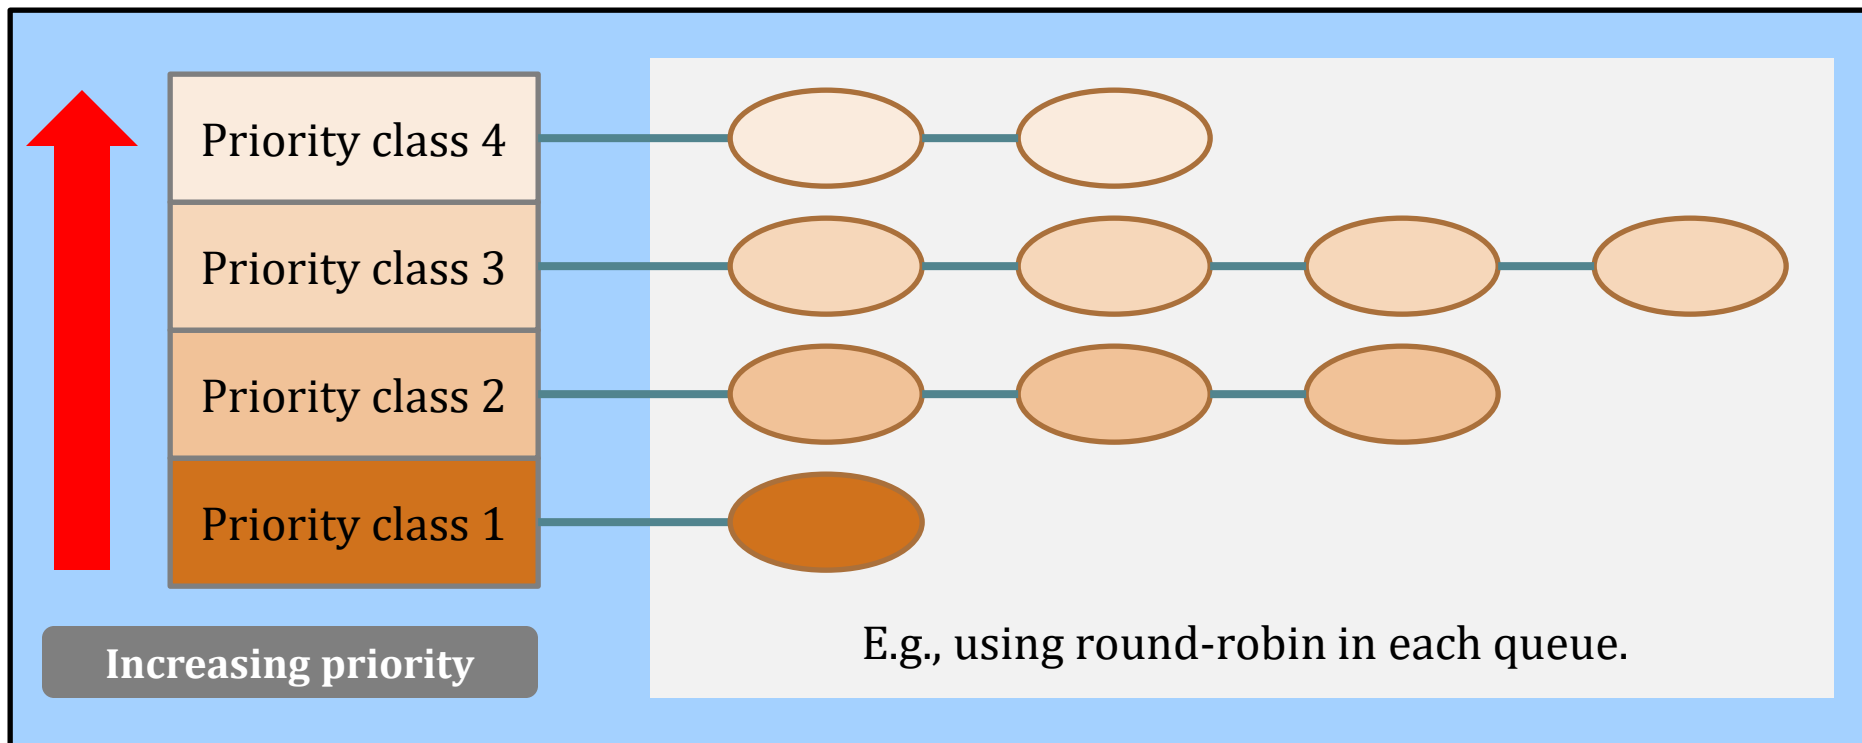 Priority class 4
Priority class 3
Priority class 2
Priority class 1
Increasing priority
E.g., using round-robin in each queue.